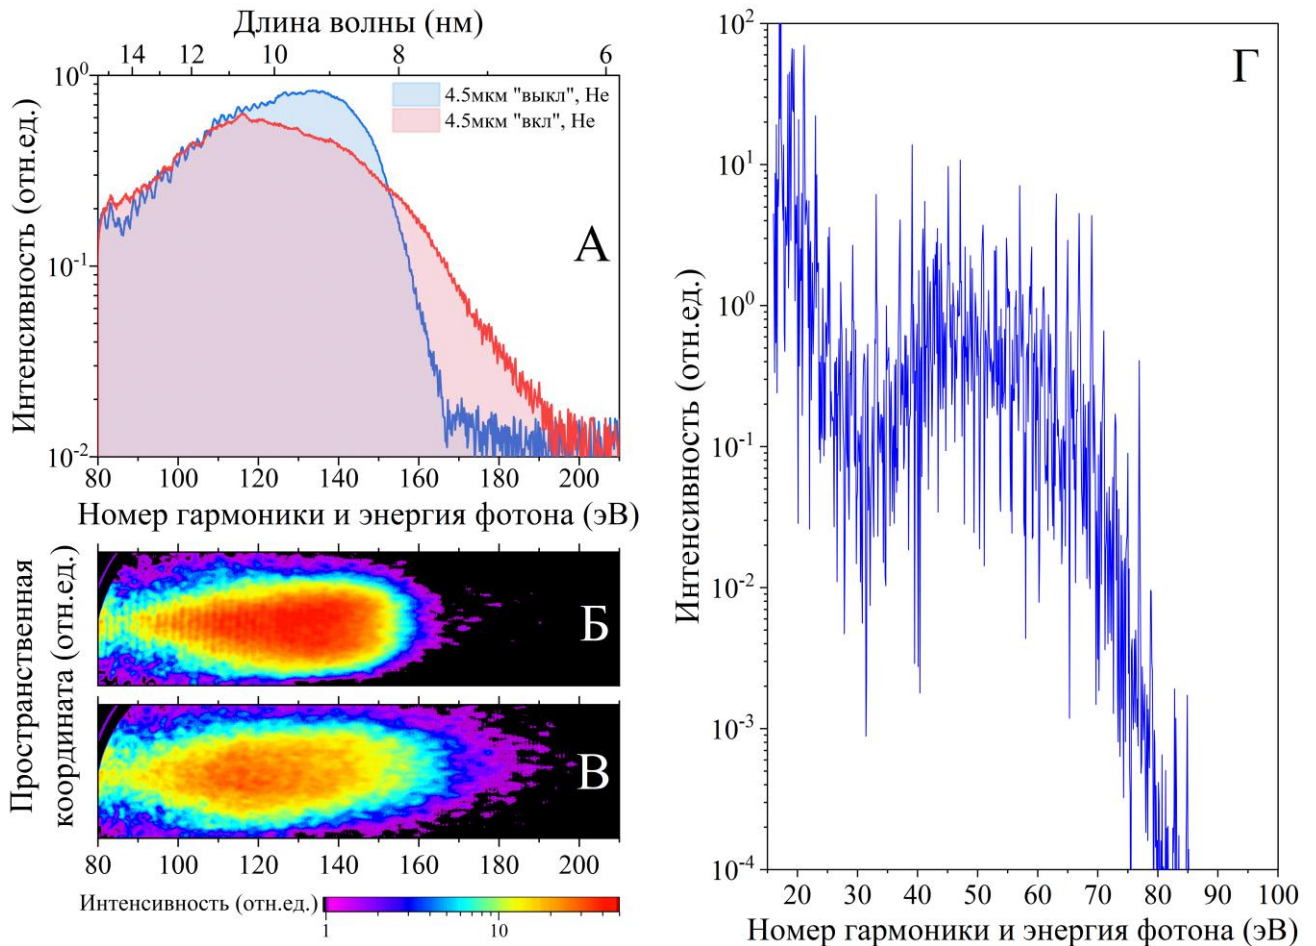 Длина волны (нм)
14 12 10 8 6
10^0
10^-1
10^-2
Интенсивность (отн.ед.)
4.5мкм "выкл", He
4.5мкм "вкл", He
А
80 100 120 140 160 180 200
Номер гармоники и энергия фотона (эВ)
Пространственная
координата (отн.ед.)
Б
В
80 100 120 140 160 180 200
Интенсивность (отн.ед.)
1 10
10^2
10^1
10^0
10^-1
10^-2
10^-3
10^-4
Интенсивность (отн.ед.)
Г
20 30 40 50 60 70 80 90 100
Номер гармоники и энергия фотона (эВ)